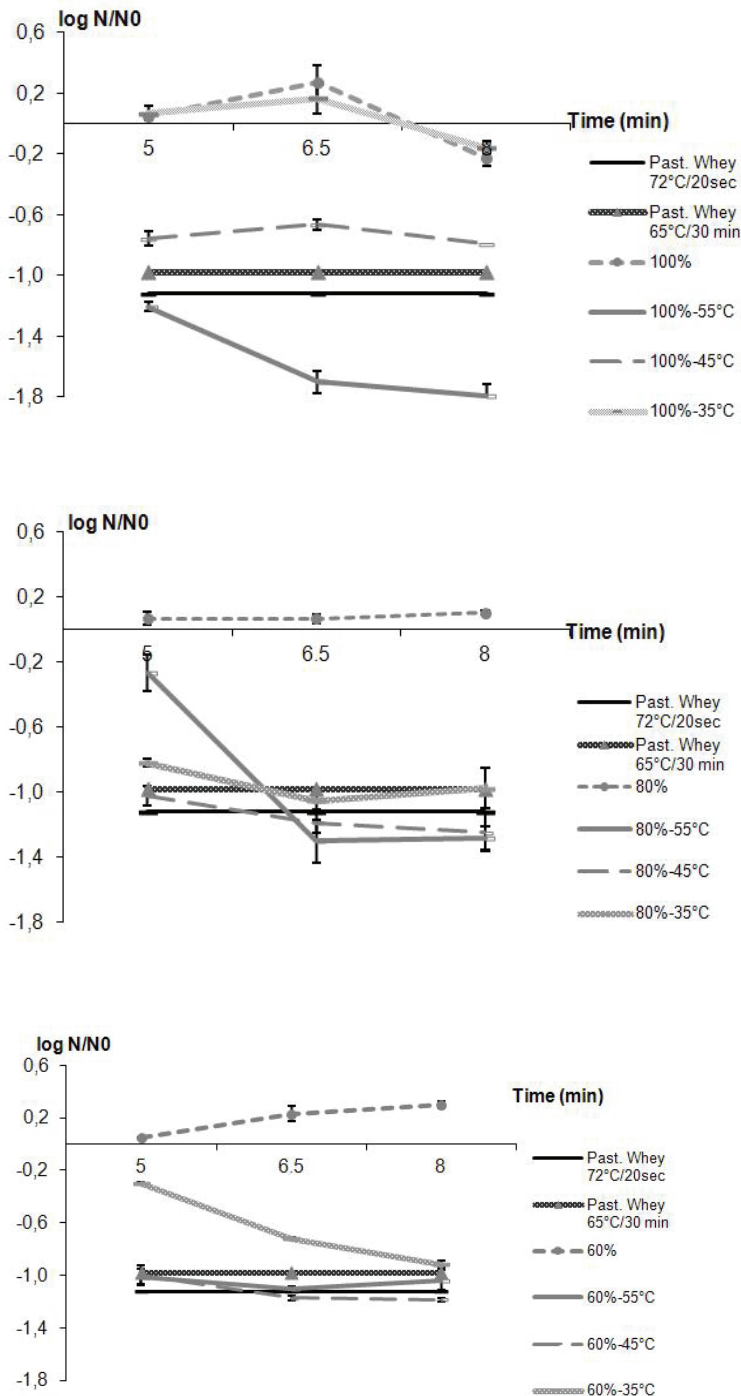 log N/N0
0,6
0,2
Time (min)
5
6.5
-0,2
-0,6
-1,0
-1,4
-1,8
Past. Whey
72°C/20sec
Past. Whey
65°C/30 min
100%
100%-55°C
100%-45°C
100%-35°C
log N/N0
0,6
0,2
Time (min)
5
6.5
8
-0,2
-0,6
-1,0
-1,4
-1,8
Past. Whey
72°C/20sec
Past. Whey
65°C/30 min
80%
80%-55°C
80%-45°C
80%-35°C
log N/N0
0,6
0,2
Time (min)
5
6.5
8
-0,2
-0,6
-1,0
-1,4
-1,8
Past. Whey
72°C/20sec
Past. Whey
65°C/30 min
60%
60%-55°C
60%-45°C
60%-35°C